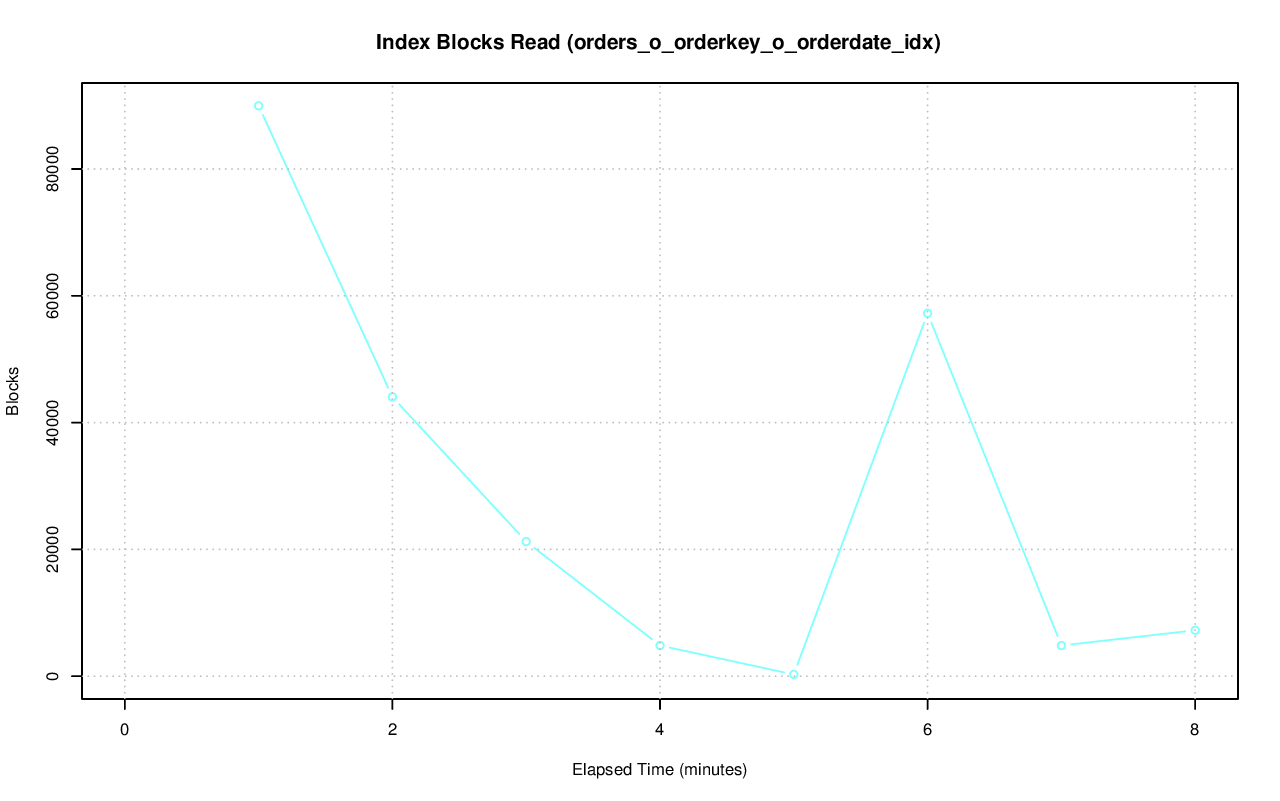 Index Blocks Read (orders_o_orderkey_o_orderdate_idx)
80000
60000
40000
20000
0
Blocks
0 2 4 6 8
Elapsed Time (minutes)